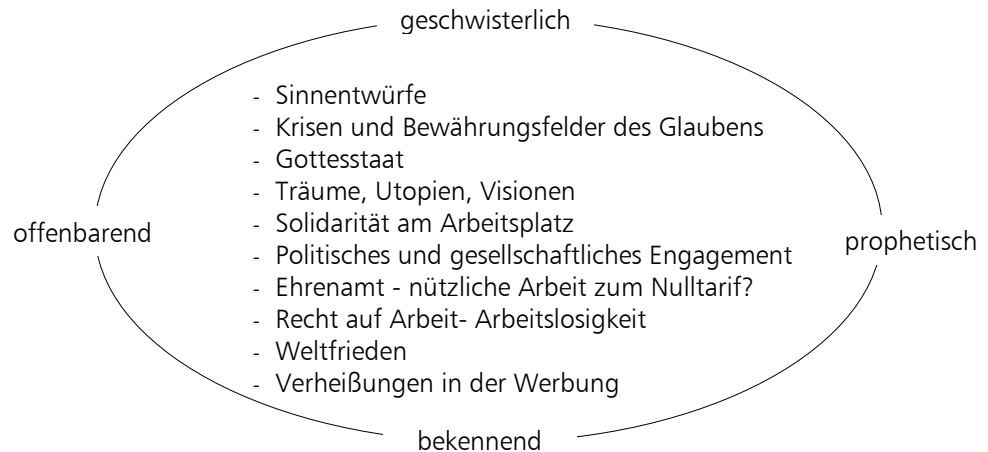 geschwisterlich
- Sinnentwürfe
- Krisen und Bewährungsfelder des Glaubens
- Gottesstaat
- Träume, Utopien, Visionen
- Solidarität am Arbeitsplatz
offenbarend
prophetisch
- Politisches und gesellschaftliches Engagement
- Ehrenamt - nützliche Arbeit zum Nulltarif?
- Recht auf Arbeit- Arbeitslosigkeit
- Weltfrieden
- Verheißungen in der Werbung
bekennend